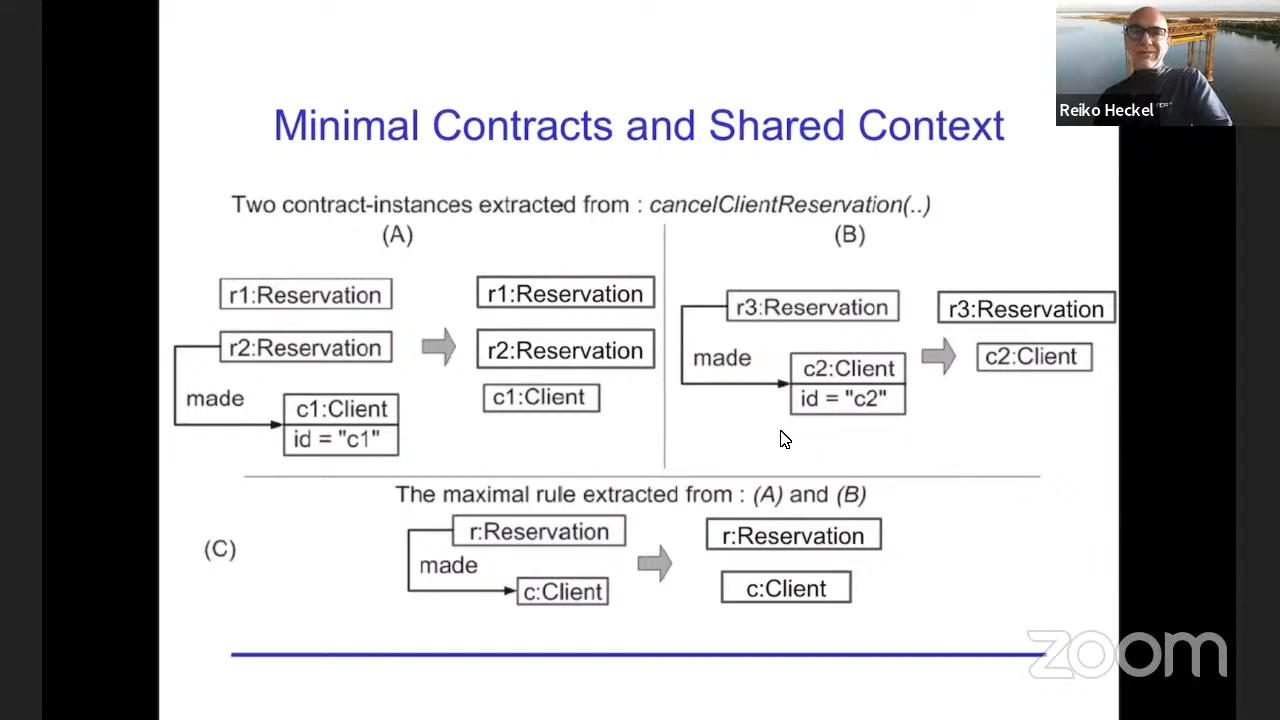 Reiko Heckel
Minimal Contracts and Shared Context
Two contract-instances extracted from : cancelClientReservation(..)
(A)
r1:Reservation
r2:Reservation
made
c1:Client
id = "c1"
r1:Reservation
r2:Reservation
c1:Client
(B)
r3:Reservation
made
c2:Client
id = "c2"
r3:Reservation
c2:Client
The maximal rule extracted from : (A) and (B)
(C)
r:Reservation
made
c:Client
r:Reservation
c:Client
zoom